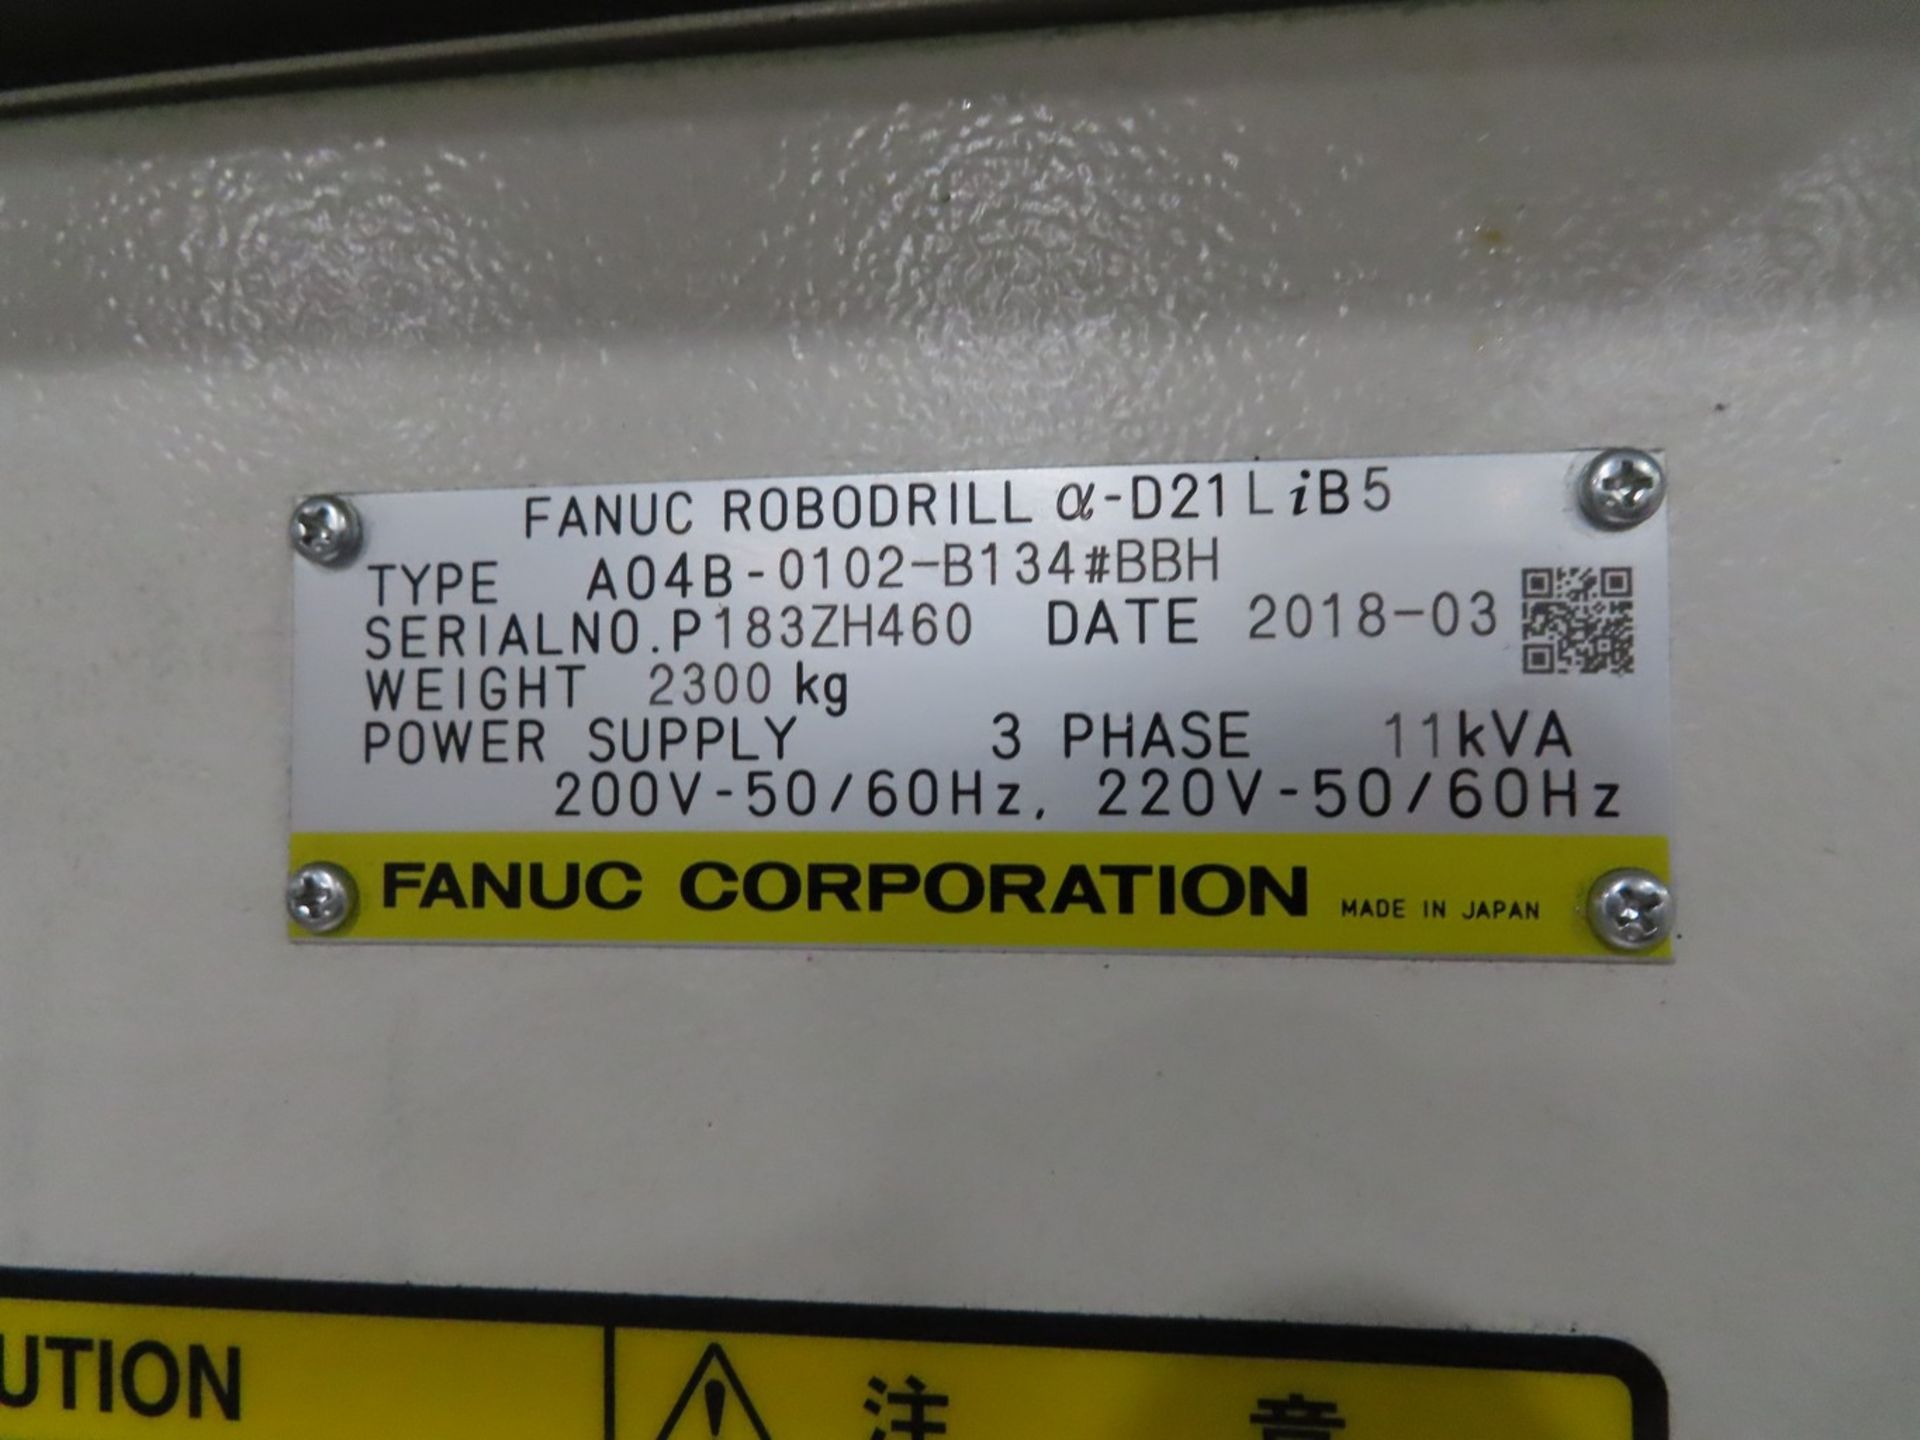 FANUC ROBODRILL α-D21LiB5
TYPE A04B-0102-B134#BBH
SERIALNO.P183ZH460 DATE 2018-03
WEIGHT 2300 kg
POWER SUPPLY 3 PHASE 11kVA
200V-50/60Hz, 220V-50/60Hz
FANUC CORPORATION MADE IN JAPAN
UTION 注 意